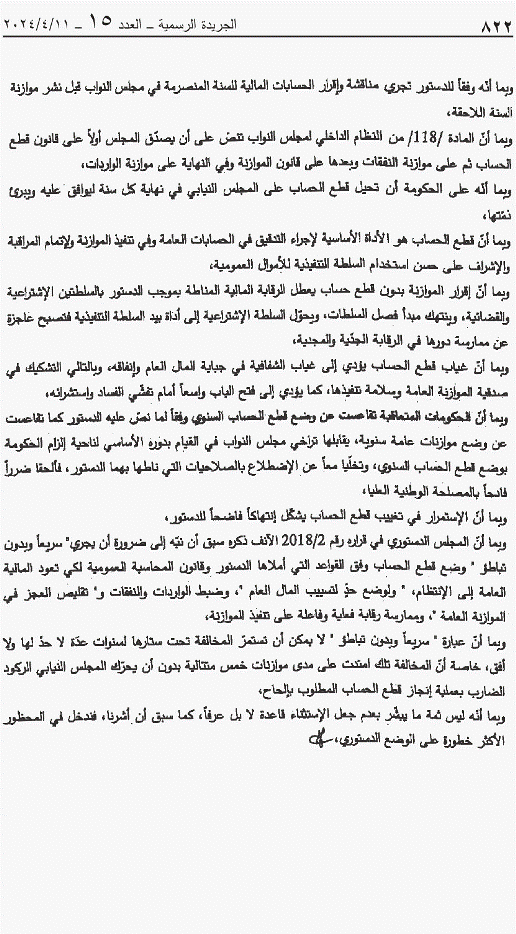 ٨٢٢
الجريدة الرسمية ـ العدد ١٥ ـ ٢٠٢٤/٤/١١
وبما أنّه وفقاً للدستور تجري مناقشة وإقرار الحسابات المالية للسنة المنصرمة في مجلس النواب قبل نشر موازنة
السنة اللاحقة،
وبما أنّ المادة /118/ من النظام الداخلي لمجلس النواب تنصّ على أن يصدّق المجلس أولاً على قانون قطع
الحساب ثم على موازنة النفقات وبعدها على قانون الموازنة وفي النهاية على موازنة الواردات،
وبما أنّه على الحكومة أن تحيل قطع الحساب على المجلس النيابي في نهاية كل سنة ليوافق عليه ويبرئ
ذمّتها،
وبما أنّ قطع الحساب هو الأداة الأساسية لإجراء التدقيق في الحسابات العامة وفي تنفيذ الموازنة ولإتمام المراقبة
والإشراف على حسن استخدام السلطة التنفيذية للأموال العمومية،
وبما أنّ إقرار الموازنة بدون قطع حساب يعطل الرقابة المالية المناطة بموجب الدستور بالسلطتين الإشتراعية
والقضائية، وينتهك مبدأ فصل السلطات، ويحوّل السلطة الإشتراعية إلى أداة بيد السلطة التنفيذية فتصبح عاجزة
عن ممارسة دورها في الرقابة الجدّية والمجدية،
وبما أنّ غياب قطع الحساب يؤدي إلى غياب الشفافية في جباية المال العام وإنفاقه، وبالتالي التشكيك في
صدقية الموازنة العامة وسلامة تنفيذها، كما يؤدي إلى فتح الباب واسعاً أمام تفشّي الفساد واستشرائه،
وبما أنّ الحكومات المتعاقبة تقاعست عن وضع قطع الحساب السنوي وفقاً لما نصّ عليه الدستور كما تقاعست
عن وضع موازنات عامة سنوية، يقابلها تراخي مجلس النواب في القيام بدوره الأساسي لناحية إلزام الحكومة
بوضع قطع الحساب السنوي، وتخلّيا معاً عن الإضطلاع بالصلاحيات التي ناطها بهما الدستور، فألحقا ضرراً
فادحاً بالمصلحة الوطنية العليا،
وبما أنّ الإستمرار في تغييب قطع الحساب يشكّل إنتهاكاً فاضحاً للدستور،
وبما أنّ المجلس الدستوري في قراره رقم 2018/2 الآنف ذكره سبق أن نبّه إلى ضرورة أن يجري" سريعاً وبدون
تباطؤ " وضع قطع الحساب وفق القواعد التي أملاها الدستور وقانون المحاسبة العمومية لكي تعود المالية
العامة إلى الإنتظام، " ولوضع حدّ لتسييب المال العام "، وضبط الواردات والنفقات و" تقليص العجز في
الموازنة العامة "، وممارسة رقابة فعلية وفاعلة على تنفيذ الموازنة،
وبما أنّ عبارة " سريعاً وبدون تباطؤ " لا يمكن أن تستمرّ المخالفة تحت ستارها لسنوات عدّة لا حدّ لها ولا
أفق، خاصة أنّ المخالفة تلك امتدت على مدى موازنات خمس متتالية بدون أن يحرّك المجلس النيابي الركود
الضارب بعملية إنجاز قطع الحساب المطلوب بإلحاح،
وبما أنّه ليس ثمة ما يبشّر بعدم جعل الإستثناء قاعدة لا بل عرفاً، كما سبق أن أشرنا، فندخل في المحظور
الأكثر خطورة على الوضع الدستوري،